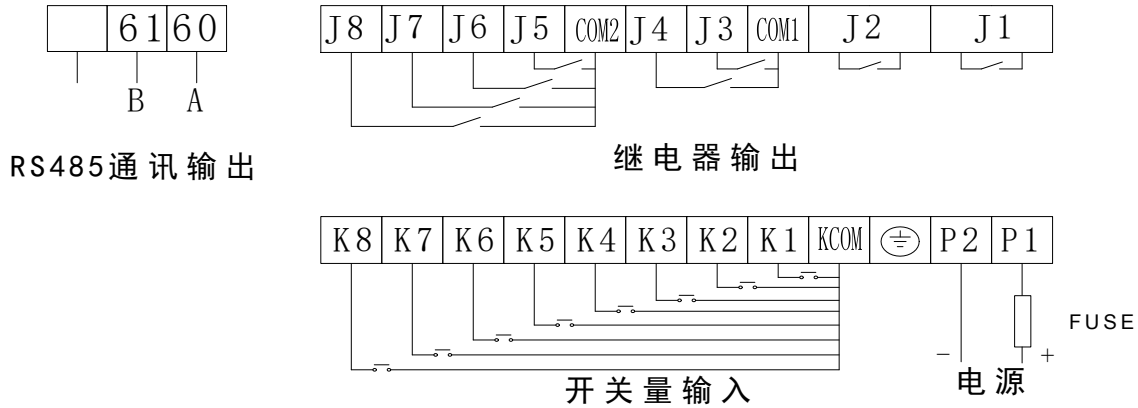 61 60
B A
RS485通讯输出
J8 J7 J6 J5 COM2 J4 J3 COM1 J2 J1
继电器输出
K8 K7 K6 K5 K4 K3 K2 K1 KCOM P2 P1
FUSE
- +
电源
开关量输入